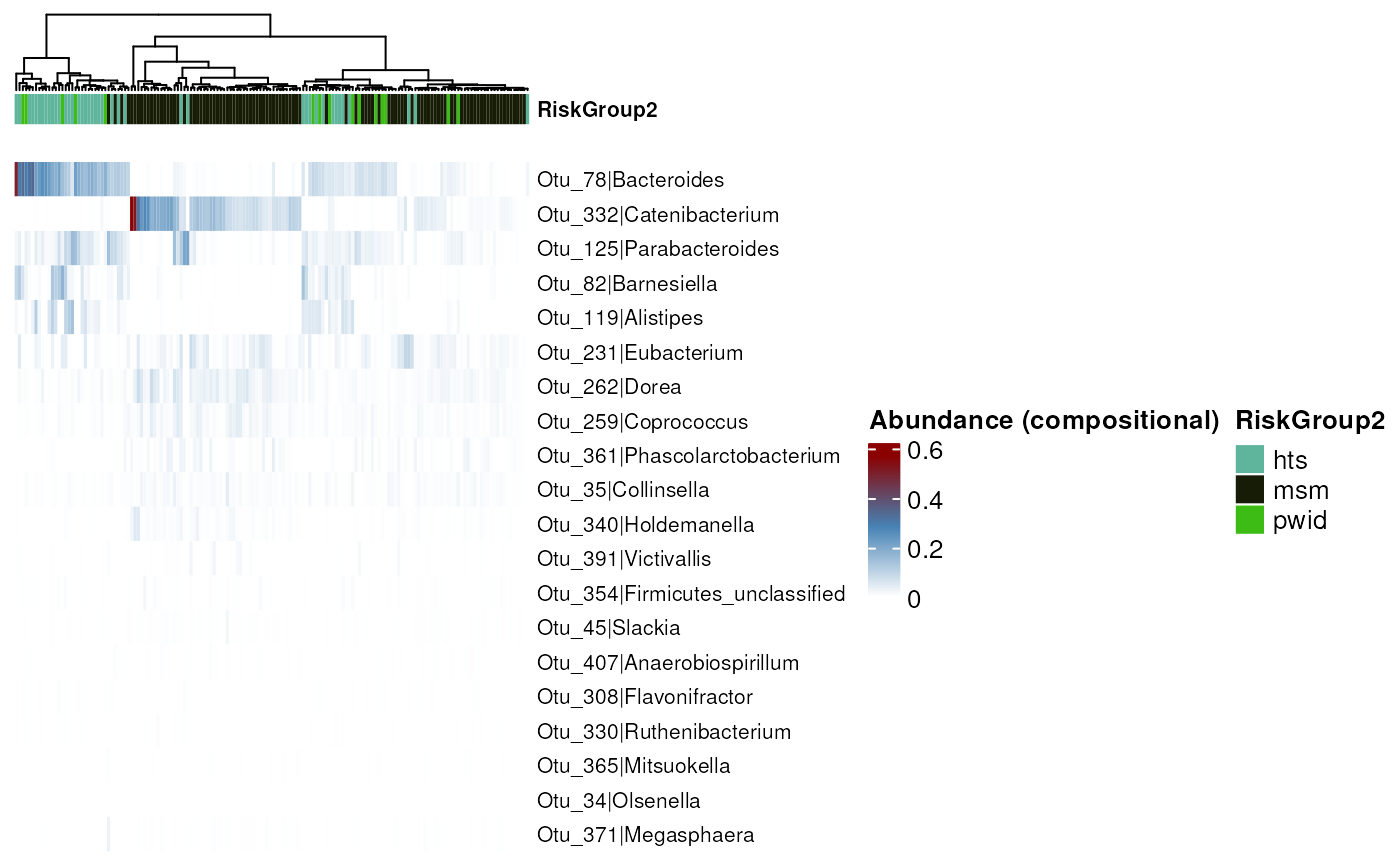 RiskGroup2
Otu_78|Bacteroides
Otu_332|Catenibacterium
Otu_125|Parabacteroides
Otu_82|Barnesiella
Otu_119|Alistipes
Otu_231|Eubacterium
Otu_262|Dorea
Otu_259|Coprococcus
Otu_361|Phascolarctobacterium
Otu_35|Collinsella
Otu_340|Holdemanella
Otu_391|Victivallis
Otu_354|Firmicutes_unclassified
Otu_45|Slackia
Otu_407|Anaerobiospirillum
Otu_308|Flavonifractor
Otu_330|Ruthenibacterium
Otu_365|Mitsuokella
Otu_34|Olsenella
Otu_371|Megasphaera
Abundance (compositional)
0.6
0.4
0.2
0
RiskGroup2
hts
msm
pwid